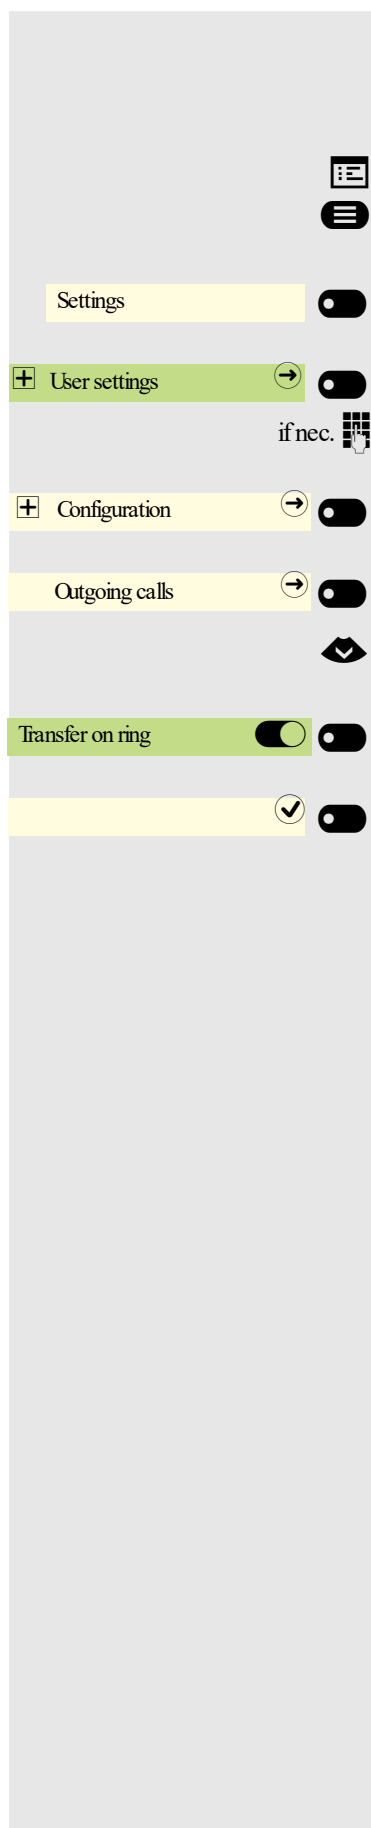 Settings
User settings
if nec.
Configuration
Outgoing calls
Transfer on ring